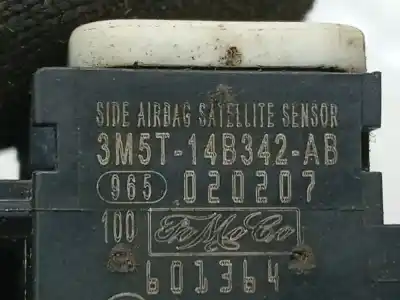 SIDE AIRBAG SATELLITE SENSOR
3M5T-14B342-AB
965 020207
100 FoMoCo
601364